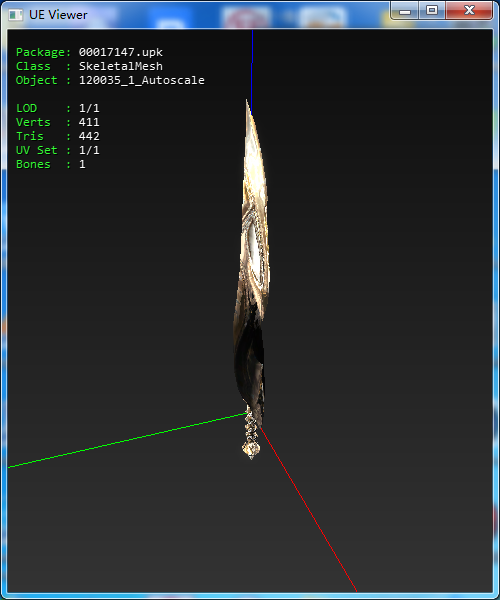 UE Viewer
Package: 00017147.upk
Class : SkeletalMesh
Object : 120035_1_Autoscale
LOD : 1/1
Verts : 411
Tris : 442
UV Set : 1/1
Bones : 1